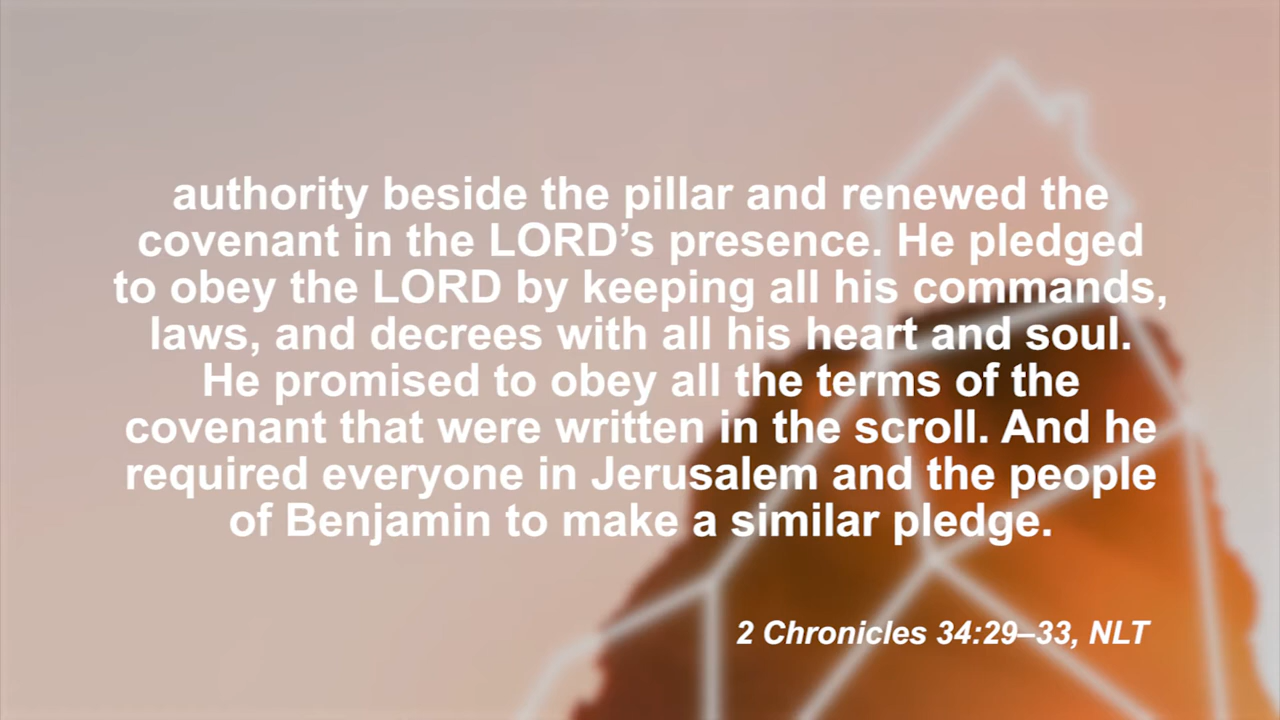 authority beside the pillar and renewed the
covenant in the LORD’s presence. He pledged
to obey the LORD by keeping all his commands,
laws, and decrees with all his heart and soul.
He promised to obey all the terms of the
covenant that were written in the scroll. And he
required everyone in Jerusalem and the people
of Benjamin to make a similar pledge.
2 Chronicles 34:29–33, NLT